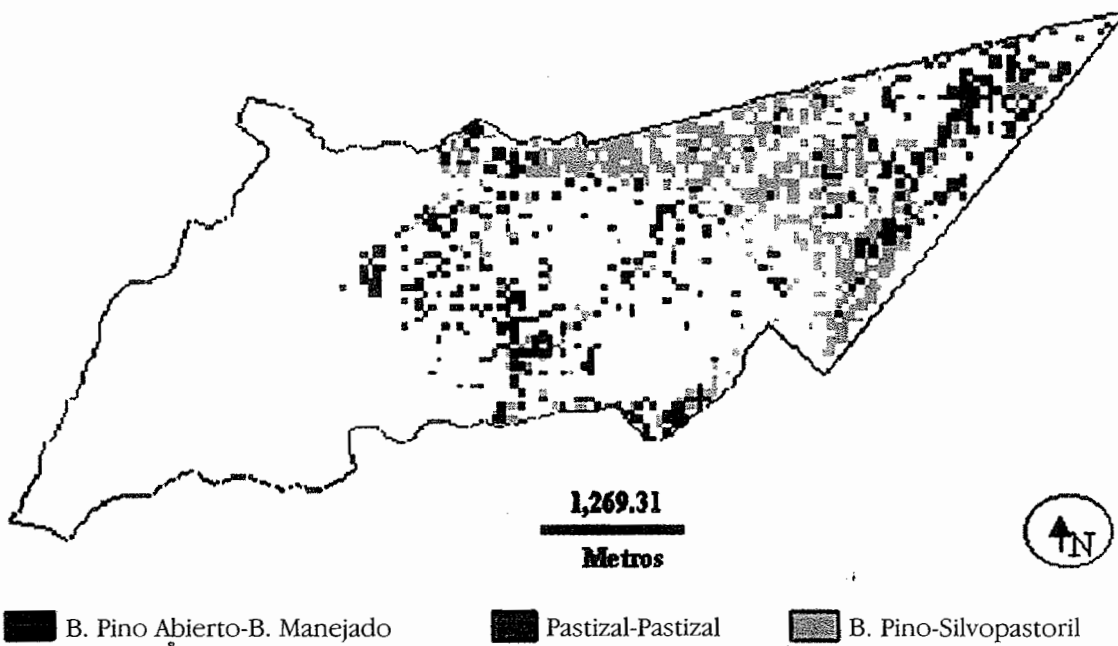 1,269.31
Metros
N
B. Pino Abierto-B. Manejado
Pastizal-Pastizal
B. Pino-Silvopastoril